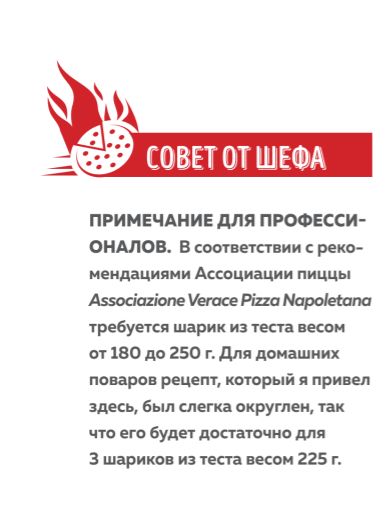 СОВЕТ ОТ ШЕФА
ПРИМЕЧАНИЕ ДЛЯ ПРОФЕССИ-
ОНАЛОВ. В соответствии с реко-
мендациями Ассоциации пиццы
Associazione Verace Pizza Napoletana
требуется шарик из теста весом
от 180 до 250 г. Для домашних
поваров рецепт, который я привел
здесь, был слегка округлен, так
что его будет достаточно для
3 шариков из теста весом 225 г.